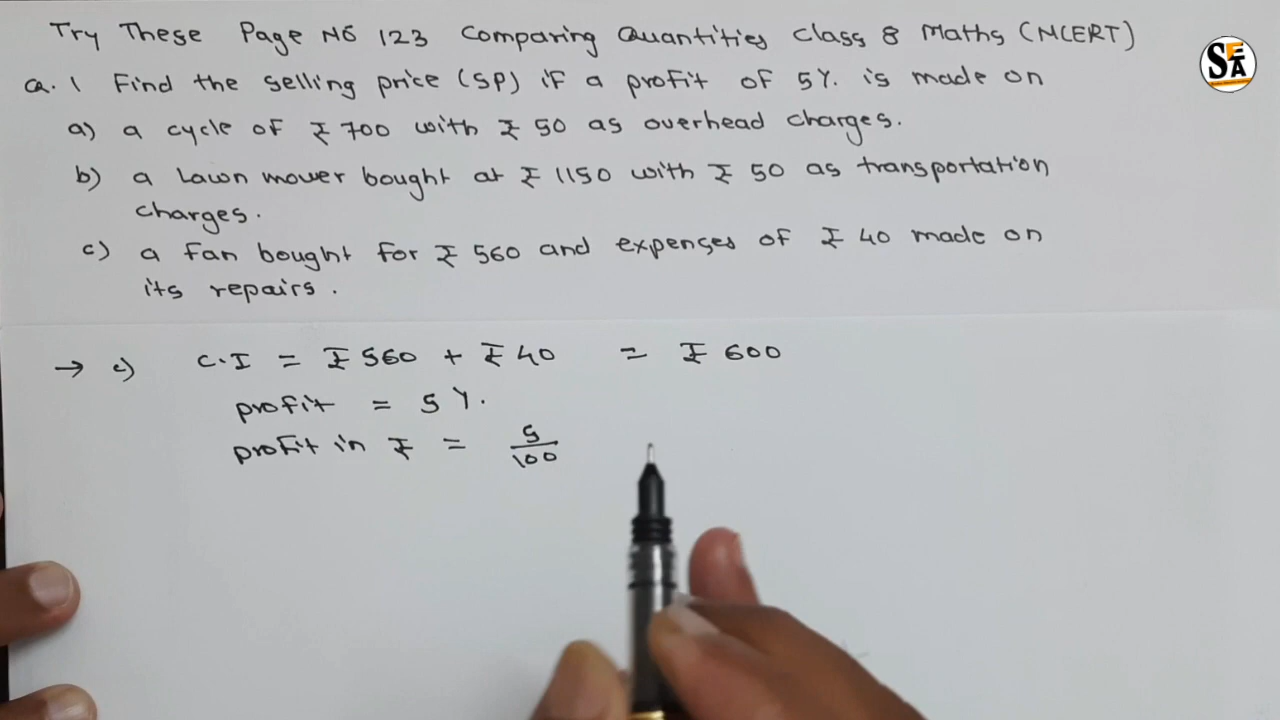 Try These Page No 123 Comparing Quantities Class 8 Maths (NCERT)
Q. 1 Find the selling price (SP) if a profit of 5%. is made on
a) a cycle of ₹ 700 with ₹ 50 as overhead charges.
b) a lawn mower bought at ₹ 1150 with ₹ 50 as transportation
charges.
c) a fan bought for ₹ 560 and expenses of ₹ 40 made on
its repairs.
→ c) C.I = ₹ 560 + ₹ 40 = ₹ 600
profit = 5 %.
profit in ₹ = 5/100
SFA